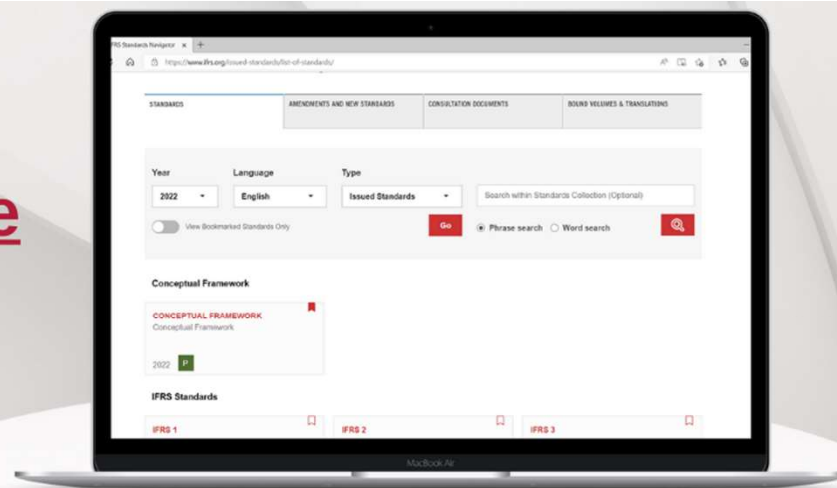 IFRS Standards Navigator x +
https://www.ifrs.org/issued-standards/list-of-standards/
STANDARDS
AMENDMENTS AND NEW STANDARDS
CONSULTATION DOCUMENTS
BOUND VOLUMES & TRANSLATIONS
Year Language Type
2022 English Issued Standards Search within Standards Collection (Optional)
View Bookmarked Standards Only Go Phrase search Word search
Conceptual Framework
CONCEPTUAL FRAMEWORK
Conceptual Framework
2022 P
IFRS Standards
IFRS 1 IFRS 2 IFRS 3
MacBook Air